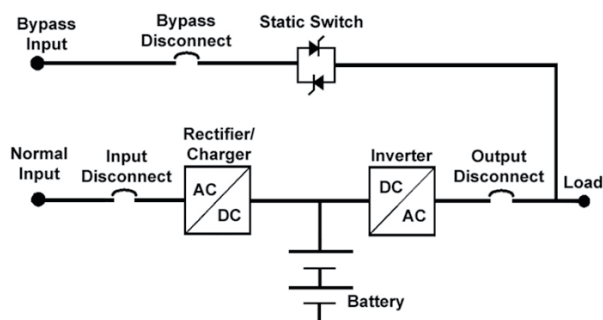 Bypass
Input
Bypass
Disconnect
Static Switch
Normal
Input
Input
Disconnect
Rectifier/
Charger
AC
DC
Inverter
DC
AC
Output
Disconnect
Load
Battery